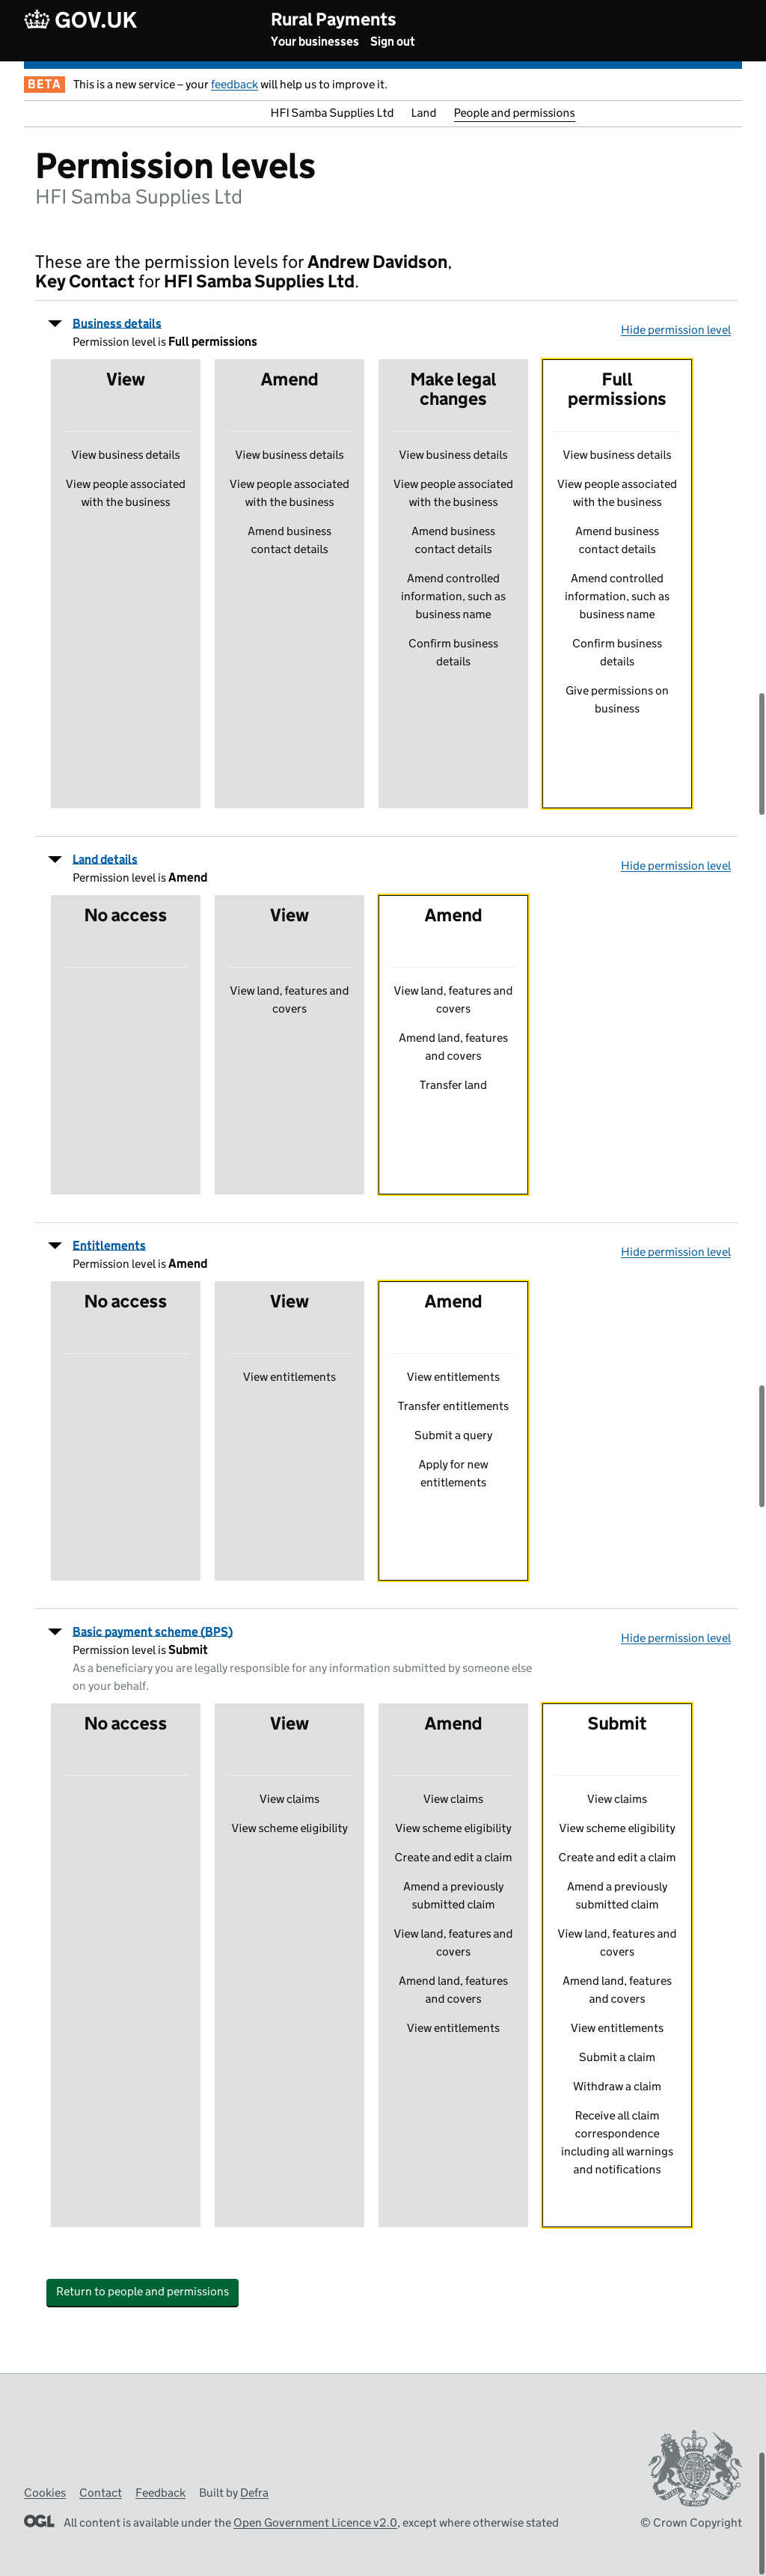 GOV.UK
Rural Payments
Your businesses Sign out
BETA This is a new service – your feedback will help us to improve it.
HFI Samba Supplies Ltd Land People and permissions
Permission levels
HFI Samba Supplies Ltd
These are the permission levels for Andrew Davidson,
Key Contact for HFI Samba Supplies Ltd.
Business details
Permission level is Full permissions
Hide permission level
View
View business details
View people associated
with the business
Amend
View business details
View people associated
with the business
Amend business
contact details
Make legal
changes
View business details
View people associated
with the business
Amend business
contact details
Amend controlled
information, such as
business name
Confirm business
details
Full
permissions
View business details
View people associated
with the business
Amend business
contact details
Amend controlled
information, such as
business name
Confirm business
details
Give permissions on
business
Land details
Permission level is Amend
Hide permission level
No access
View
View land, features and
covers
Amend
View land, features and
covers
Amend land, features
and covers
Transfer land
Entitlements
Permission level is Amend
Hide permission level
No access
View
View entitlements
Amend
View entitlements
Transfer entitlements
Submit a query
Apply for new
entitlements
Basic payment scheme (BPS)
Permission level is Submit
As a beneficiary you are legally responsible for any information submitted by someone else
on your behalf.
Hide permission level
No access
View
View claims
View scheme eligibility
Amend
View claims
View scheme eligibility
Create and edit a claim
Amend a previously
submitted claim
View land, features and
covers
Amend land, features
and covers
View entitlements
Submit
View claims
View scheme eligibility
Create and edit a claim
Amend a previously
submitted claim
View land, features and
covers
Amend land, features
and covers
View entitlements
Submit a claim
Withdraw a claim
Receive all claim
correspondence
including all warnings
and notifications
Return to people and permissions
Cookies Contact Feedback Built by Defra
OGL All content is available under the Open Government Licence v2.0, except where otherwise stated
© Crown Copyright